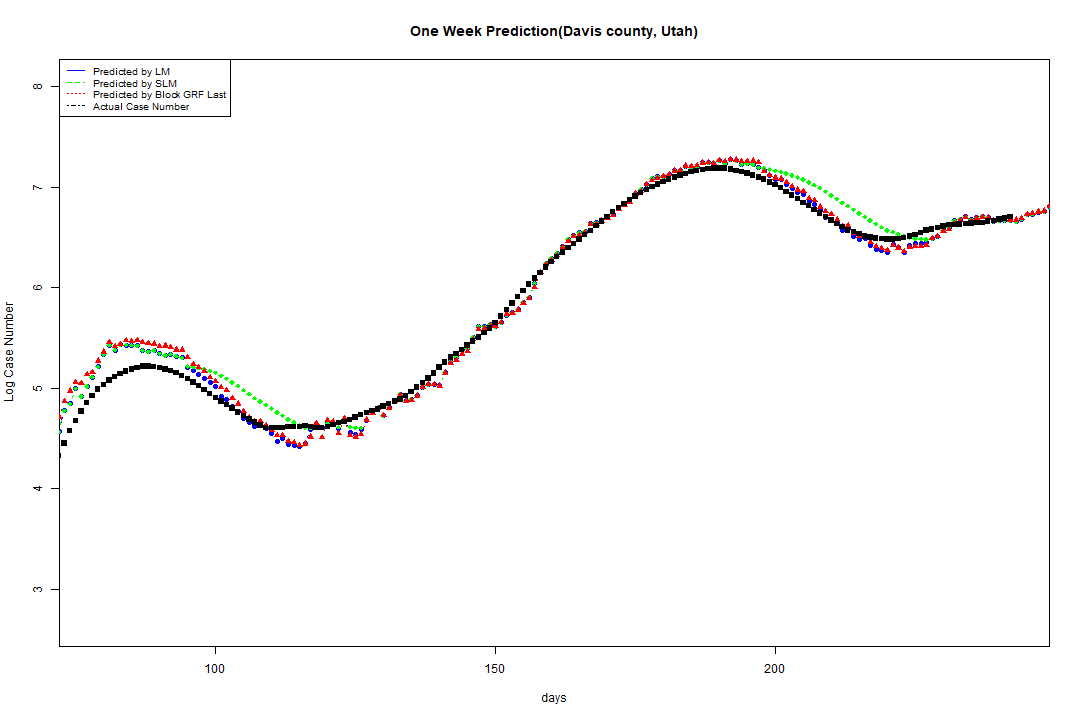 One Week Prediction(Davis county, Utah)
Predicted by LM
Predicted by SLM
Predicted by Block GRF Last
Actual Case Number
8
7
6
5
4
3
Log Case Number
100 150 200
days